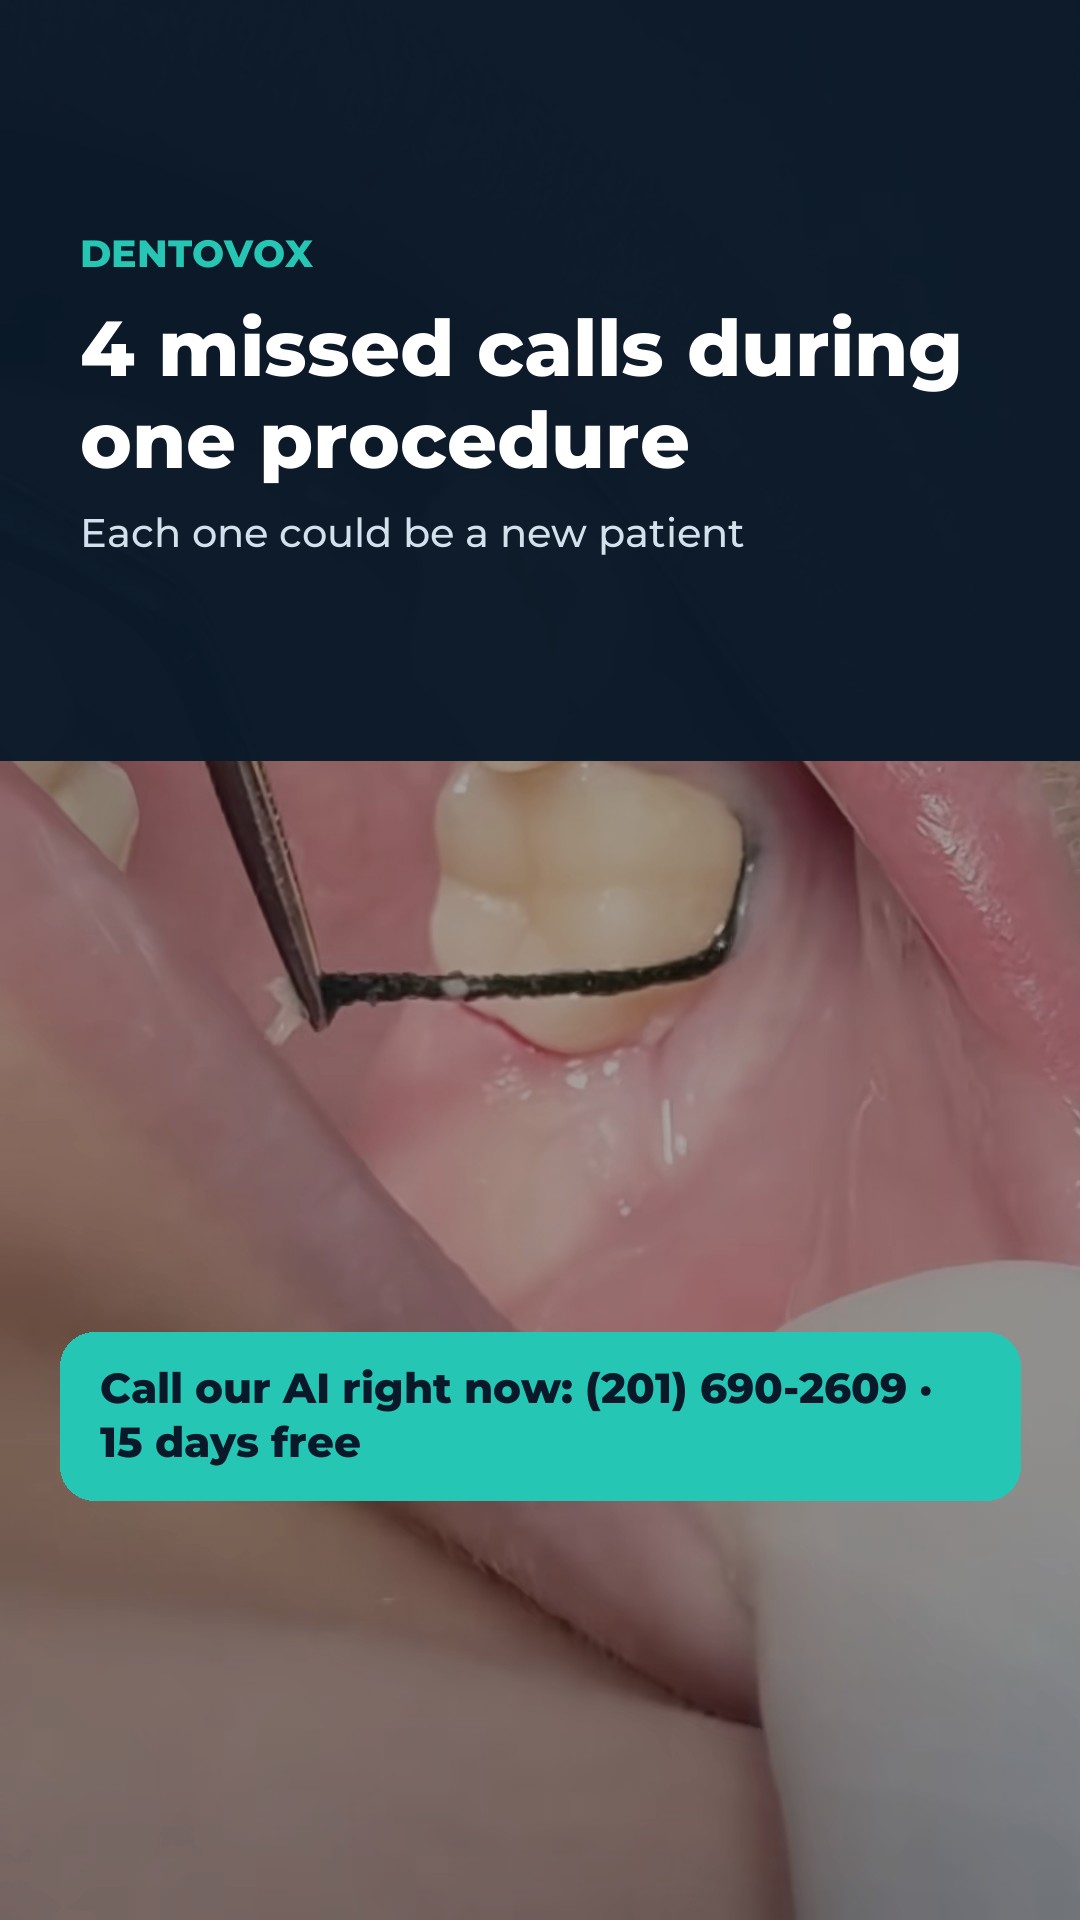 DENTOVOX
4 missed calls during
one procedure
Each one could be a new patient
Call our AI right now: (201) 690-2609 •
15 days free